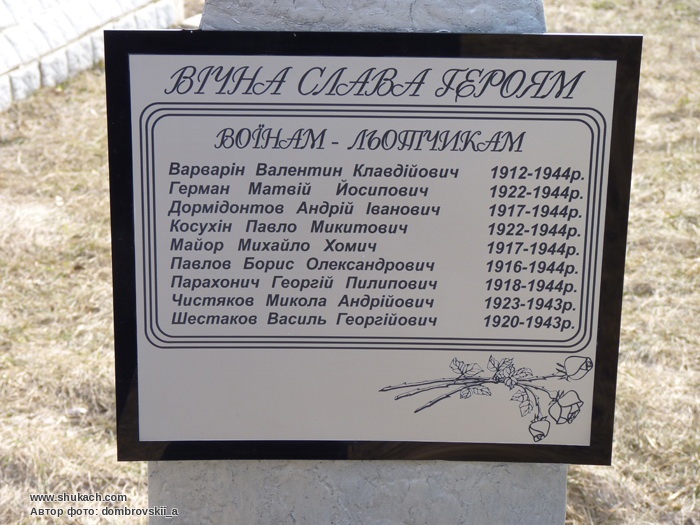 ВІЧНА СЛАВА ГЕРОЯМ
ВОЇНАМ - ЛЬОТЧИКАМ
Варварін Валентин Клавдійович 1912-1944р.
Герман Матвій Йосипович 1922-1944р.
Дормідонтов Андрій Іванович 1917-1944р.
Косухін Павло Микитович 1922-1944р.
Майор Михайло Хомич 1917-1944р.
Павлов Борис Олександрович 1916-1944р.
Парахонич Георгій Пилипович 1918-1944р.
Чистяков Микола Андрійович 1923-1943р.
Шестаков Василь Георгійович 1920-1943р.
www.shukach.com
Автор фото: dombrovskii_a